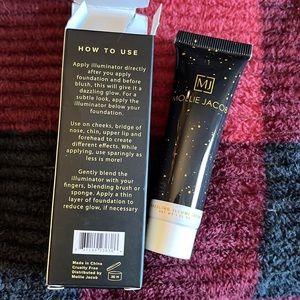 HOW TO USE
Apply illuminator directly
after you apply
foundation and before
blush, this will give it a
dazzling glow. For a
subtle look, apply the
illuminator below your
foundation.
Use on cheeks, bridge of
nose, chin, upper lip and
forehead to create
different effects. While
application, use sparingly as
less is more!
Gently blend the
illuminator with your
fingers, blending brush or
sponge. Apply a thin
layer of foundation to
reduce glow, if necessary
Made in China
Cruelty Free
Distributed by
Mollie Jacob
MJ
MOLLIE JACOB